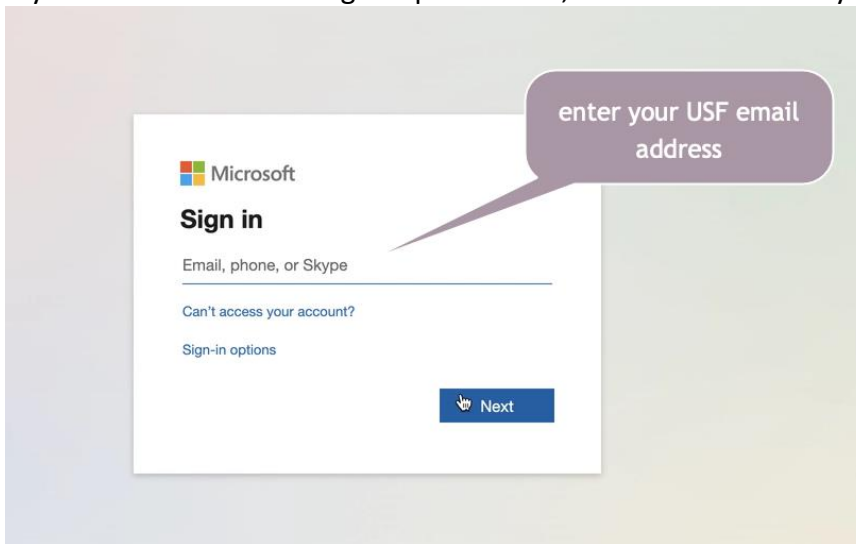 enter your USF email
address
Microsoft
Sign in
Email, phone, or Skype
Can't access your account?
Sign-in options
Next